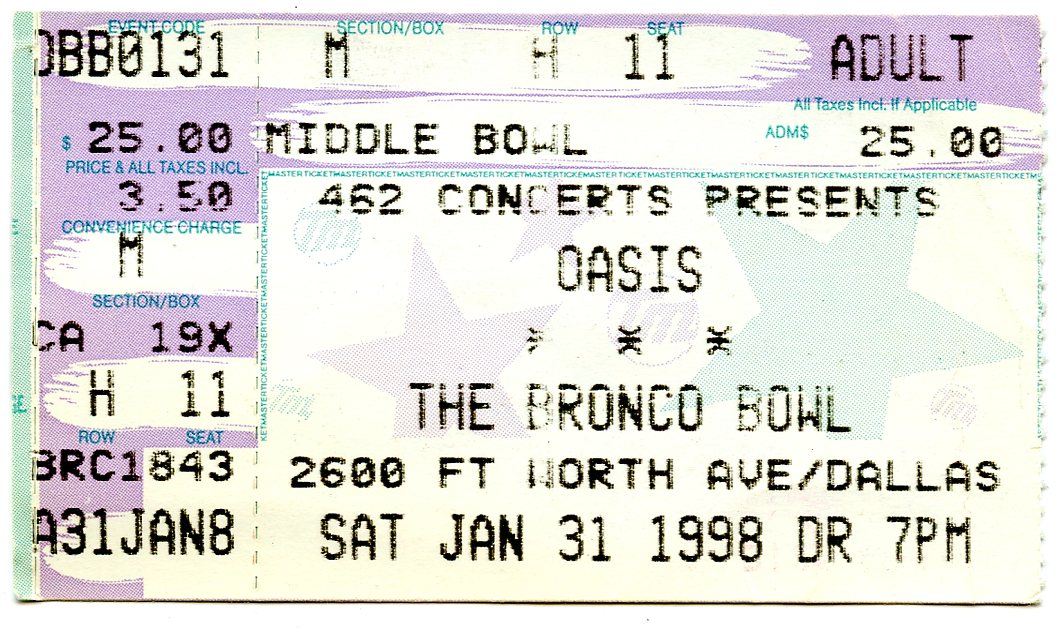 EVENT CODE SECTION/BOX ROW SEAT
DBB0131 M H 11 ADULT
All Taxes Incl. If Applicable
$ 25.00 MIDDLE BOWL ADM$ 25.00
PRICE & ALL TAXES INCL.
3.50 462 CONCERTS PRESENTS
CONVENIENCE CHARGE
M OASIS
SECTION/BOX
CA 19X * * *
H 11 THE BRONCO BOWL
ROW SEAT
BRC1843 2600 FT WORTH AVE/DALLAS
A31JAN8 SAT JAN 31 1998 DR 7PM